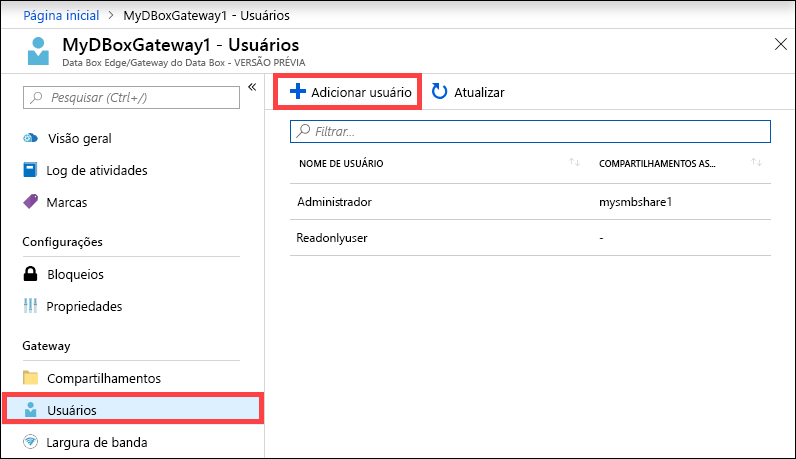 Página inicial > MyDBoxGateway1 - Usuários
MyDBoxGateway1 - Usuários
Data Box Edge/Gateway do Data Box - VERSÃO PRÉVIA
Pesquisar (Ctrl+/)
Visão geral
Log de atividades
Marcas
Configurações
Bloqueios
Propriedades
Gateway
Compartilhamentos
Usuários
Largura de banda
Adicionar usuário Atualizar
Filtrar...
NOME DE USUÁRIO COMPARTILHAMENTOS AS...
Administrador mysmbshare1
Readonlyuser -